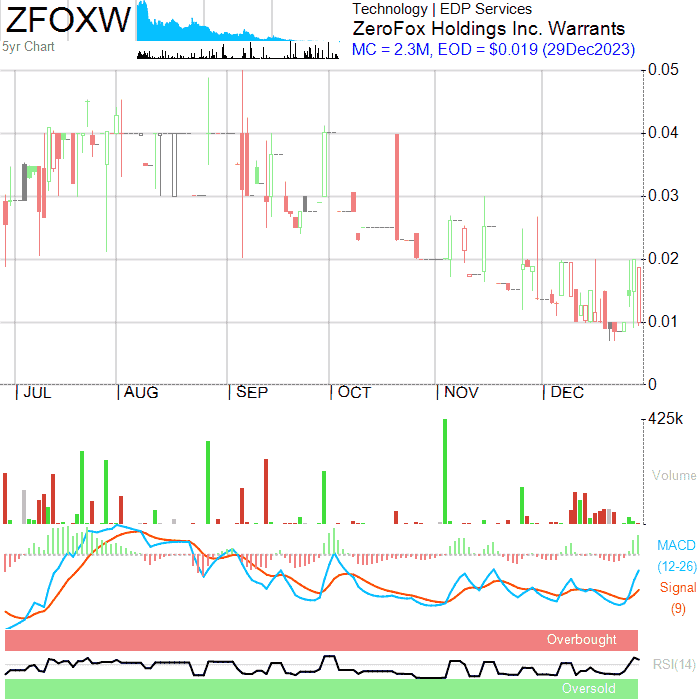 ZFOXW
5yr Chart
Technology | EDP Services
ZeroFox Holdings Inc. Warrants
MC = 2.3M, EOD = $0.019 (29Dec2023)
0.05
0.04
0.03
0.02
0.01
0
JUL AUG SEP OCT NOV DEC
425k
Volume
MACD
(12-26)
Signal
(9)
Overbought
RSI(14)
Oversold